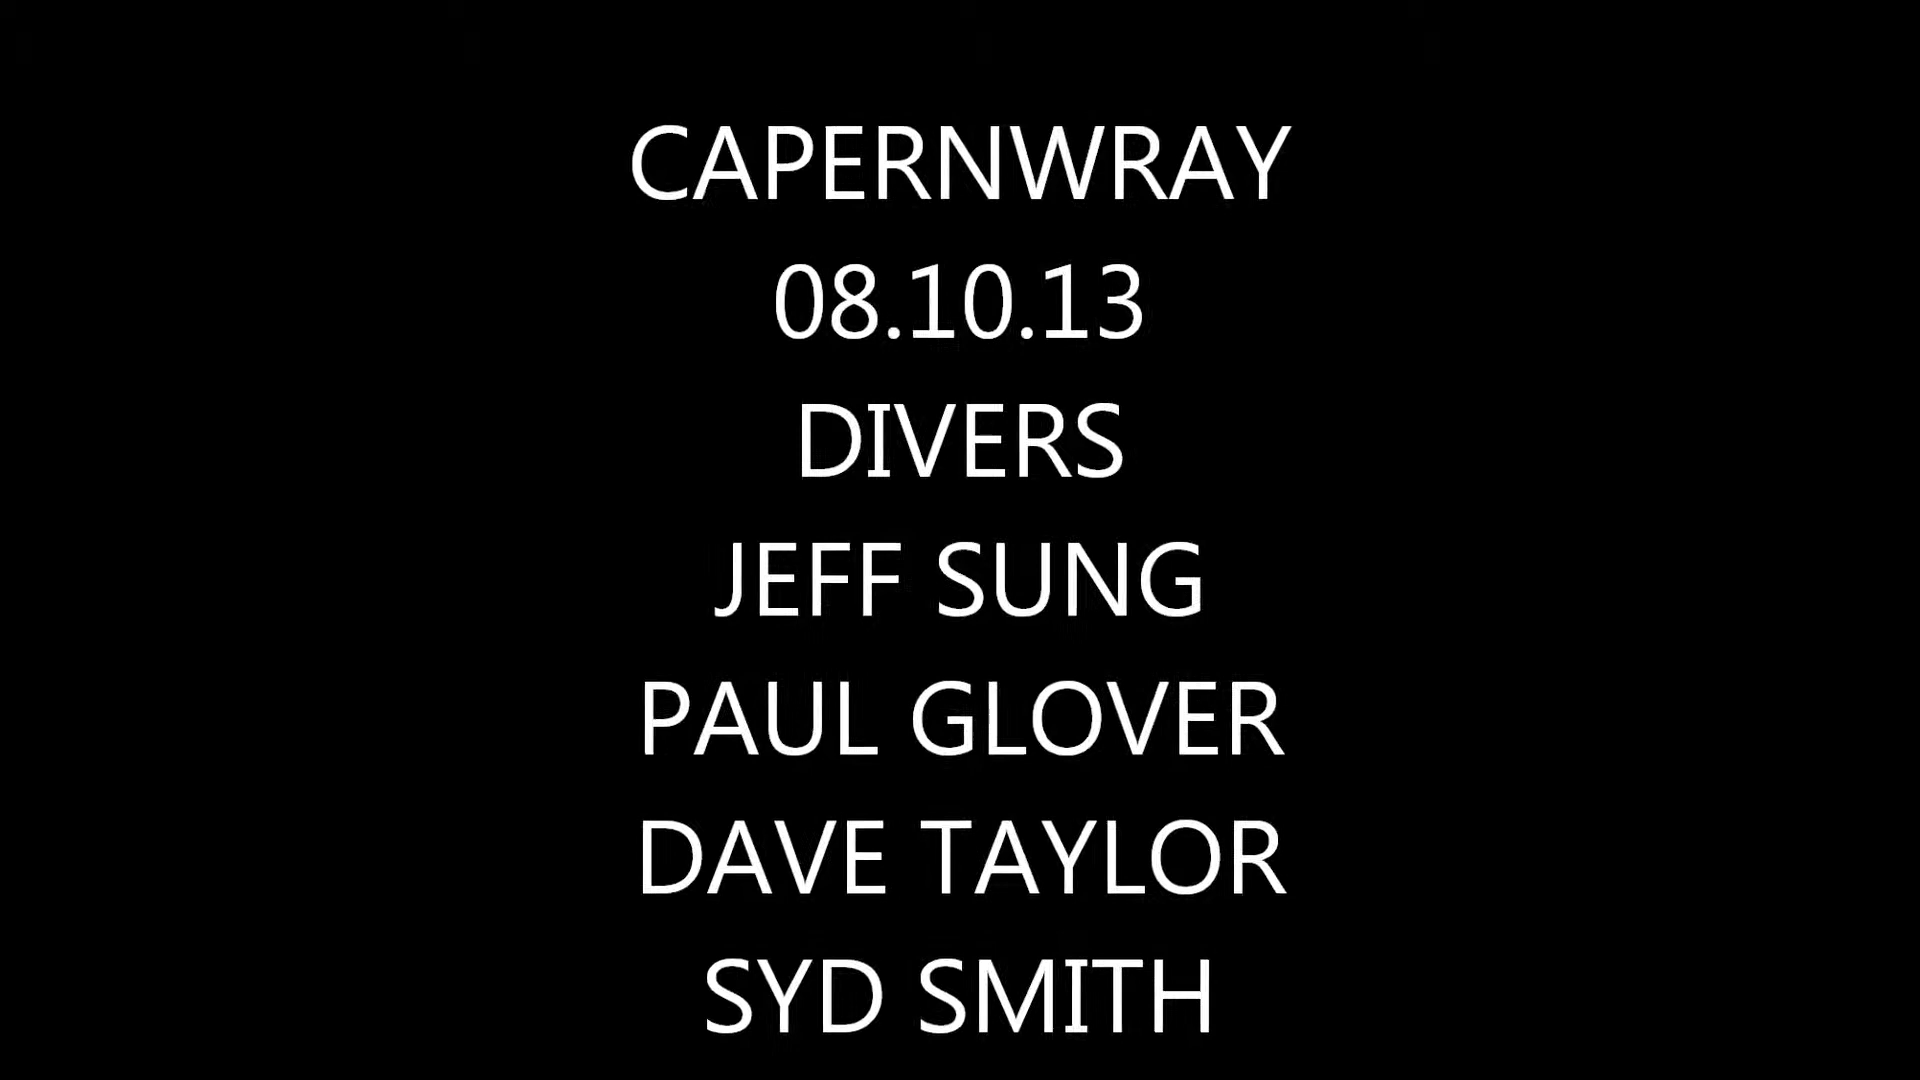 CAPERNWRAY
08.10.13
DIVERS
JEFF SUNG
PAUL GLOVER
DAVE TAYLOR
SYD SMITH